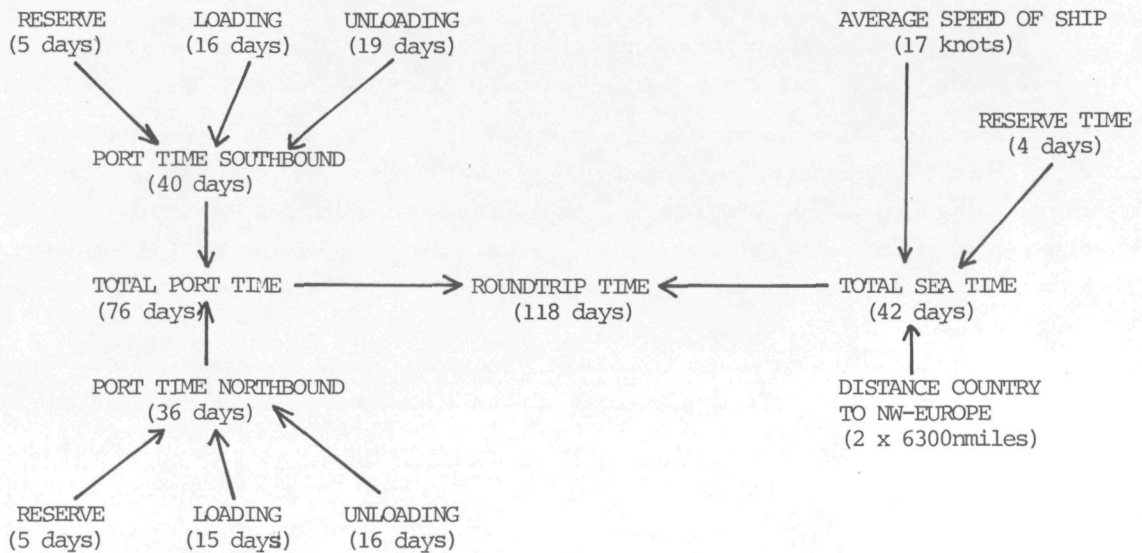 RESERVE LOADING UNLOADING AVERAGE SPEED OF SHIP
(5 days) (16 days) (19 days) (17 knots)
RESERVE TIME
(4 days)
PORT TIME SOUTHBOUND
(40 days)
TOTAL PORT TIME ROUNDTRIP TIME TOTAL SEA TIME
(76 days) (118 days) (42 days)
PORT TIME NORTHBOUND DISTANCE COUNTRY
(36 days) TO NW-EUROPE
(2 x 6300nmiles)
RESERVE LOADING UNLOADING
(5 days) (15 days) (16 days)